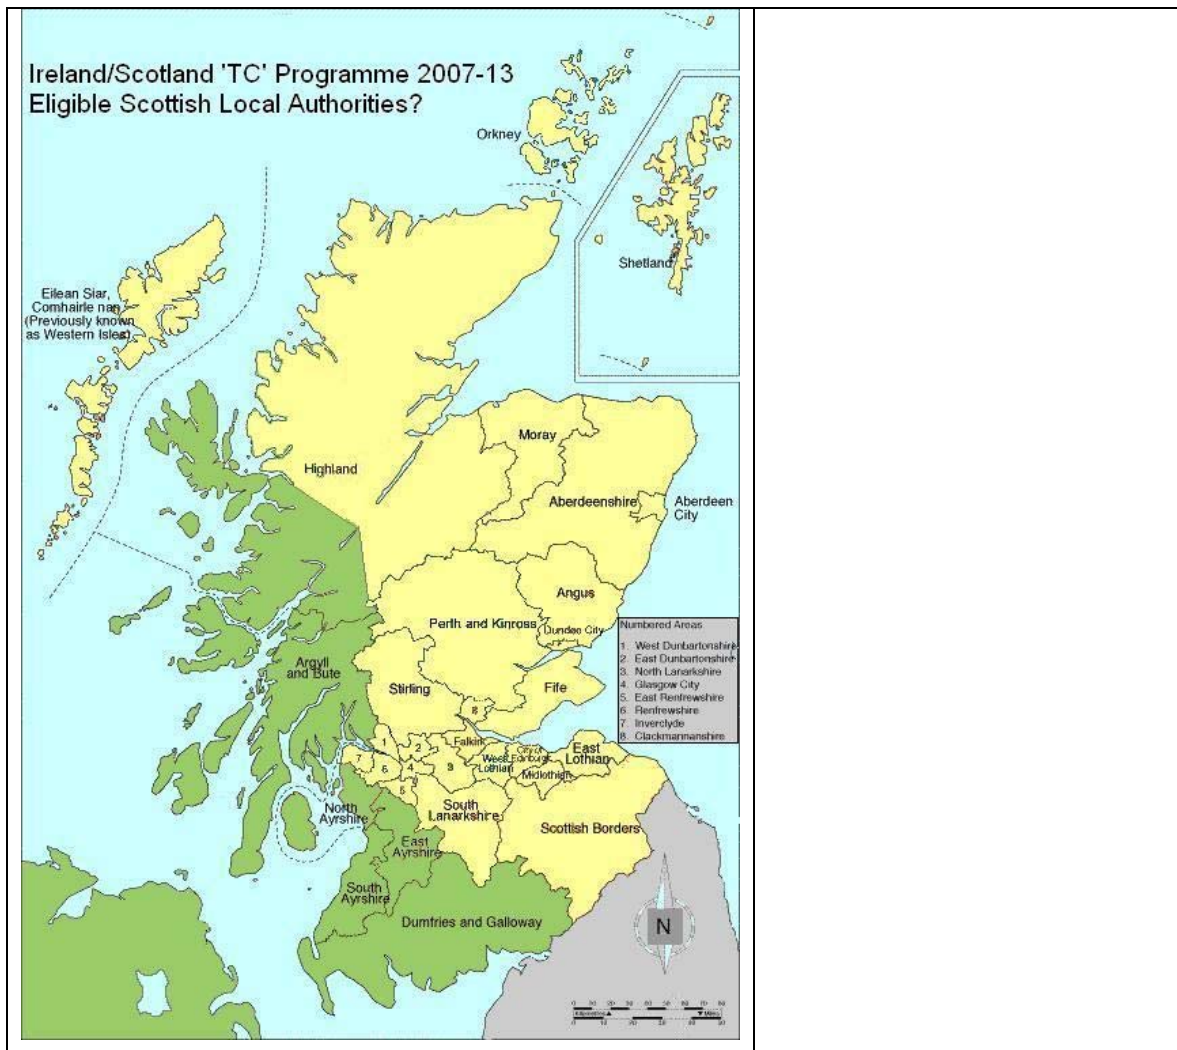 Ireland/Scotland 'TC' Programme 2007-13
Eligible Scottish Local Authorities?
Orkney
Shetland
Eilean Siar,
Comhairle nan
(Previously known
as Western Isles)
Highland
Moray
Aberdeenshire
Aberdeen
City
Angus
Perth and Kinross
Dundee City
Numbered Areas
1. West Dunbartonshire
2. East Dunbartonshire
3. North Lanarkshire
4. Glasgow City
5. East Renfrewshire
6. Renfrewshire
7. Inverclyde
8. Clackmannanshire
Argyll
and Bute
Stirling
Fife
8
1
2
Falkirk
7
6
4
3
5
West
Lothian
City of
Edinburgh
East
Lothian
Midlothian
North
Ayrshire
South
Lanarkshire
Scottish Borders
East
Ayrshire
South
Ayrshire
Dumfries and Galloway
N
Kilometres
Miles